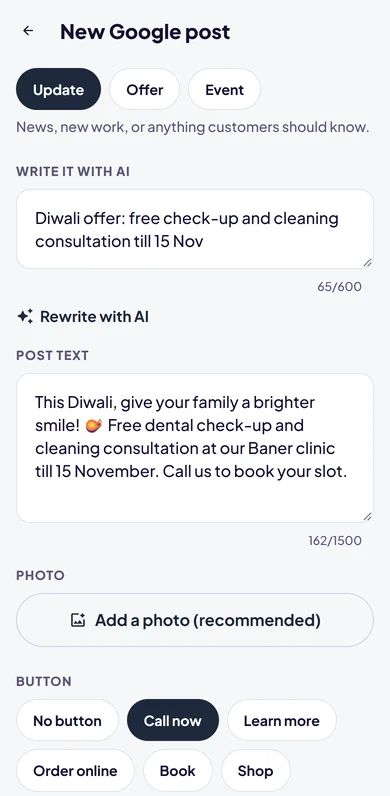 New Google post
Update Offer Event
News, new work, or anything customers should know.
WRITE IT WITH AI
Diwali offer: free check-up and cleaning
consultation till 15 Nov
65/600
Rewrite with AI
POST TEXT
This Diwali, give your family a brighter
smile! 🪔 Free dental check-up and
cleaning consultation at our Baner clinic
till 15 November. Call us to book your slot.
162/1500
PHOTO
Add a photo (recommended)
BUTTON
No button Call now Learn more
Order online Book Shop